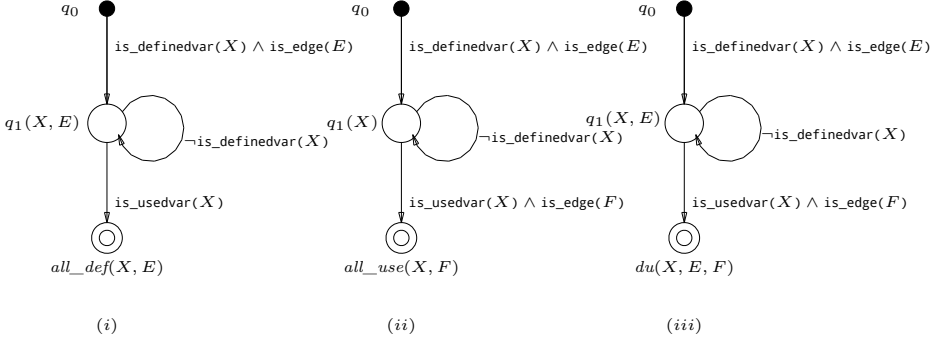 q0 q0 q0
is_definedvar(X) ∧ is_edge(E) is_definedvar(X) ∧ is_edge(E) is_definedvar(X) ∧ is_edge(E)
q1(X, E) q1(X) q1(X, E)
¬is_definedvar(X) ¬is_definedvar(X) ¬is_definedvar(X)
is_usedvar(X) is_usedvar(X) ∧ is_edge(F) is_usedvar(X) ∧ is_edge(F)
all_def(X, E) all_use(X, F) du(X, E, F)
(i) (ii) (iii)